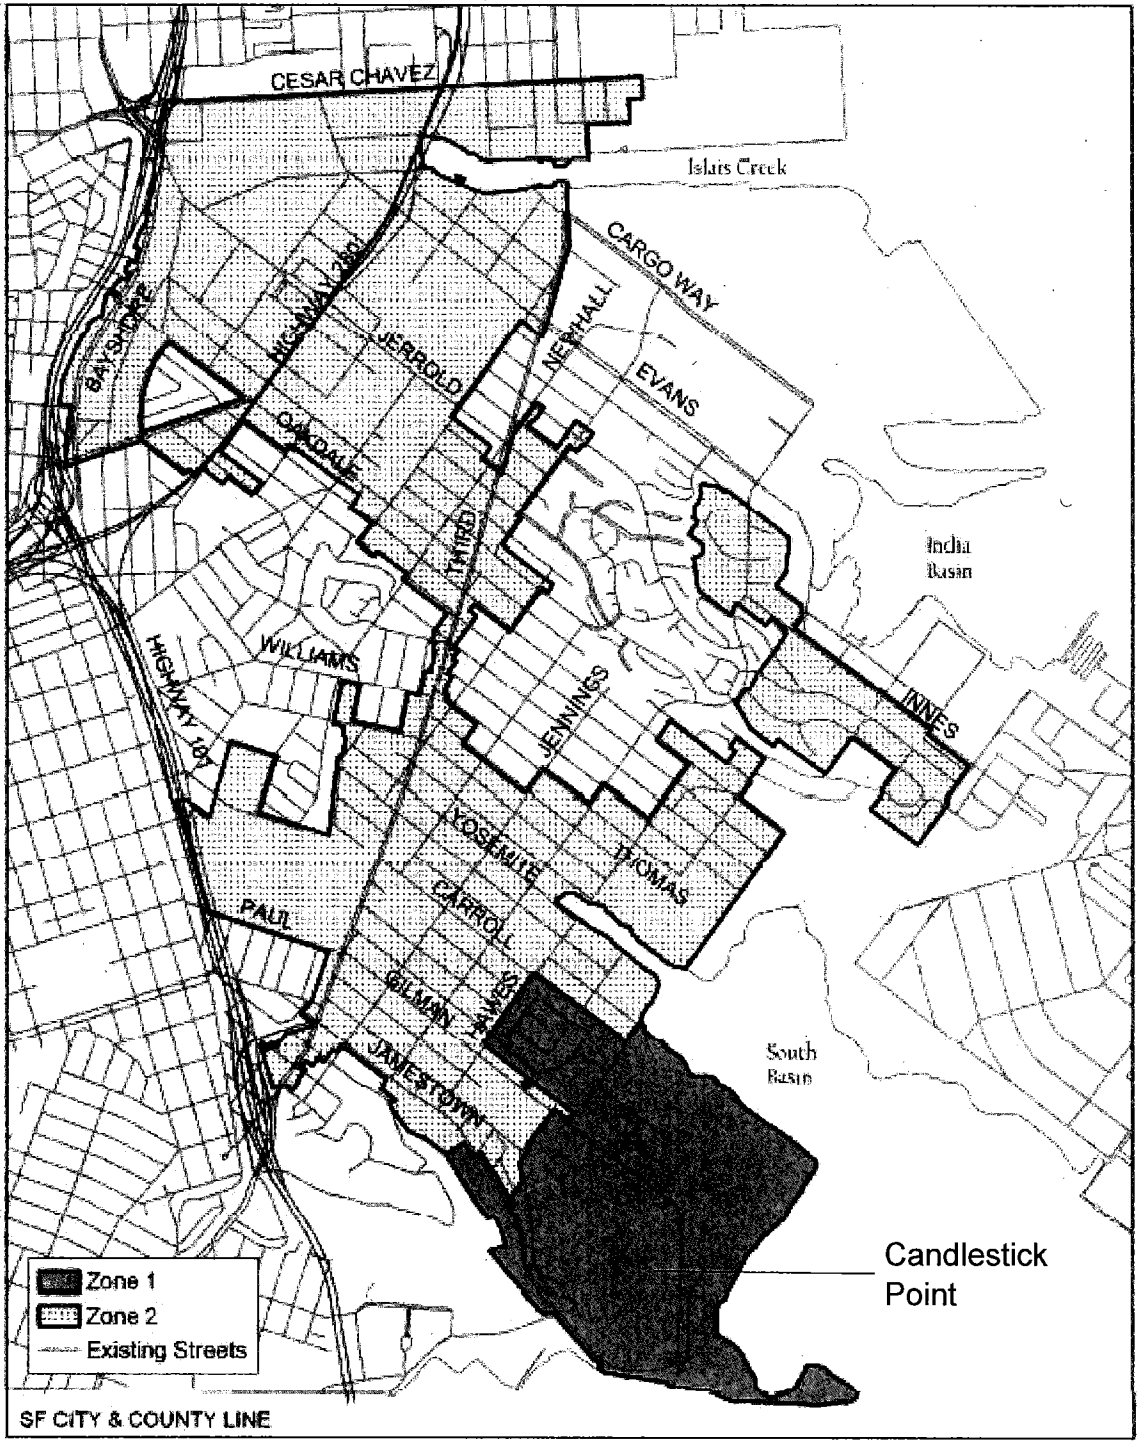 CESAR CHAVEZ
Islais Creek
CARGO WAY
HIGHWAY 280
NEWHALL
BAYSHORE
JERROLD
EVANS
OAKDALE
THIRD
India
Basin
WILLIAMS
HIGHWAY 101
JENNINGS
INNES
YOSEMITE
THOMAS
CARROLL
PAUL
GILMAN
HAWES
JAMESTOWN
South
Basin
Candlestick
Point
Zone 1
Zone 2
Existing Streets
SF CITY & COUNTY LINE